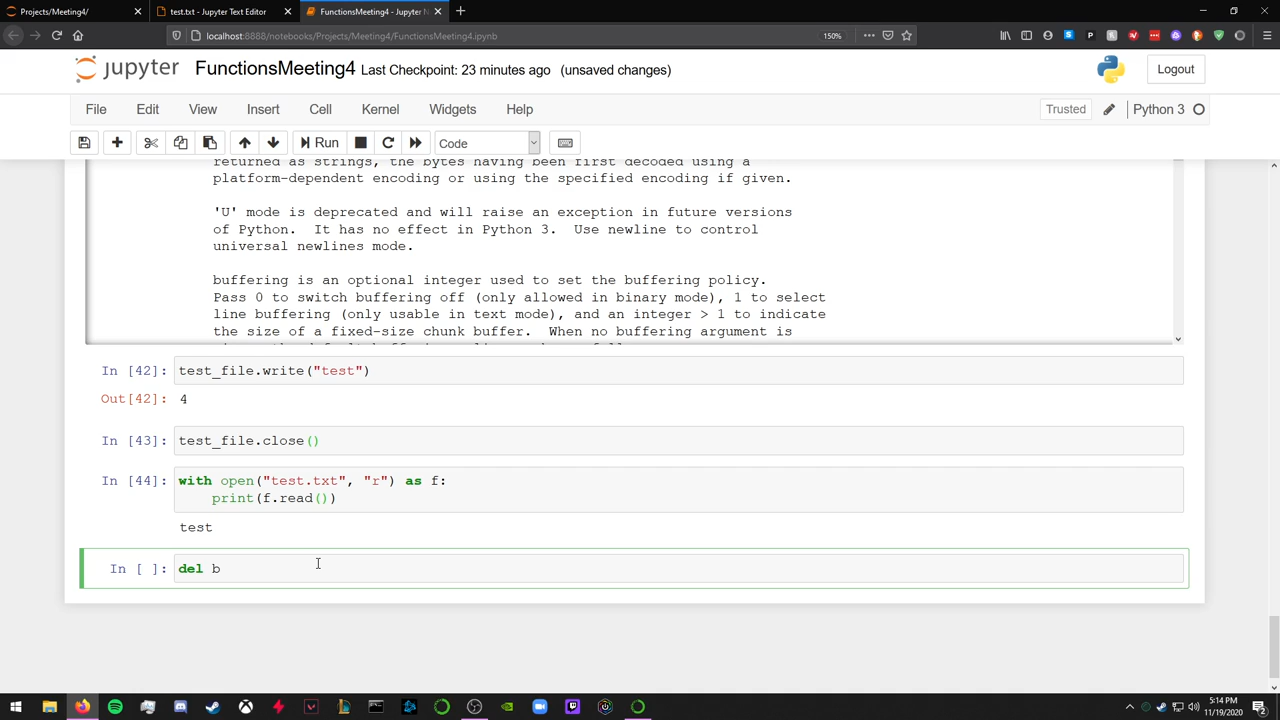 Projects/Meeting4/
test.txt - Jupyter Text Editor
FunctionsMeeting4 - Jupyter N
localhost:8888/notebooks/Projects/Meeting4/FunctionsMeeting4.ipynb
150%
jupyter FunctionsMeeting4 Last Checkpoint: 23 minutes ago (unsaved changes)
Logout
File Edit View Insert Cell Kernel Widgets Help
Trusted
Python 3
Run
Code
returned as strings, the bytes having been first decoded using a
platform-dependent encoding or using the specified encoding if given.
'U' mode is deprecated and will raise an exception in future versions
of Python. It has no effect in Python 3. Use newline to control
universal newlines mode.
buffering is an optional integer used to set the buffering policy.
Pass 0 to switch buffering off (only allowed in binary mode), 1 to select
line buffering (only usable in text mode), and an integer > 1 to indicate
the size of a fixed-size chunk buffer. When no buffering argument is
In [42]: test_file.write("test")
Out[42]: 4
In [43]: test_file.close()
In [44]: with open("test.txt", "r") as f:
print(f.read())
test
In [ ]: del b
5:14 PM
11/19/2020